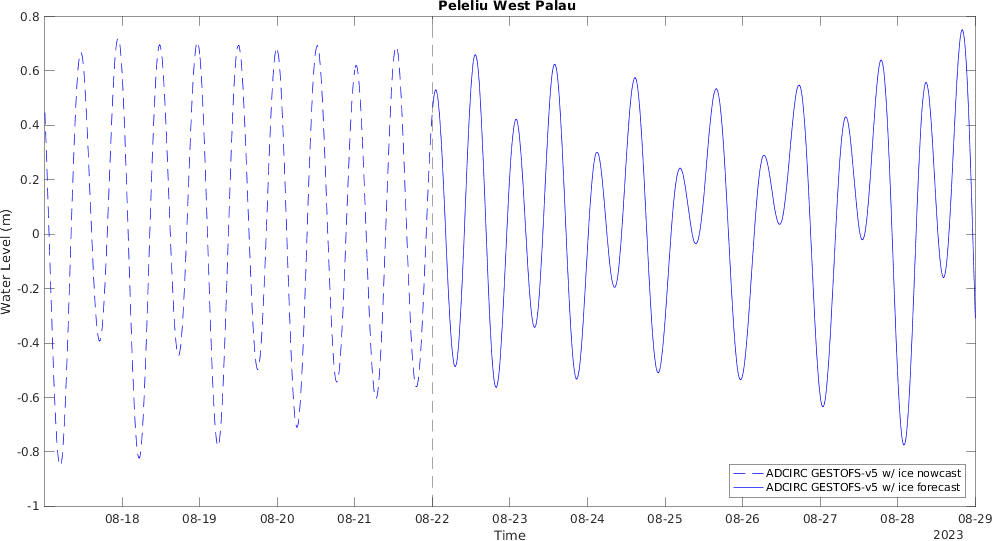 Peleliu West Palau
Water Level (m)
0.8
0.6
0.4
0.2
0
-0.2
-0.4
-0.6
-0.8
-1
ADCIRC GESTOFS-v5 w/ ice nowcast
ADCIRC GESTOFS-v5 w/ ice forecast
08-18 08-19 08-20 08-21 08-22 08-23 08-24 08-25 08-26 08-27 08-28 08-29
Time
2023